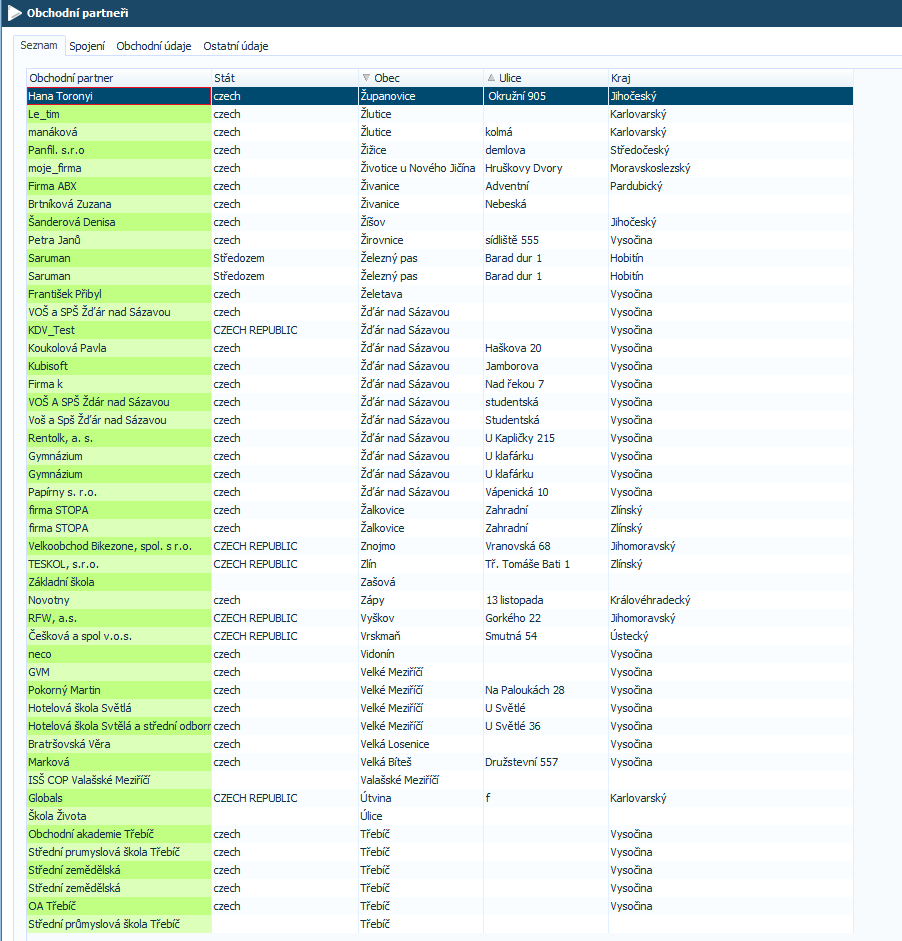 Obchodní partneři
Seznam Spojení Obchodní údaje Ostatní údaje
Obchodní partner Stát Obec Ulice Kraj
Hana Toronyi czech Županovice Okružní 905 Jihočeský
Le_tim czech Žlutice Karlovarský
manáková czech Žlutice kolmá Karlovarský
Panfil. s.r.o czech Žižice demlova Středočeský
moje_firma czech Životice u Nového Jičína Hruškovy Dvory Moravskoslezský
Firma ABX czech Živanice Adventní Pardubický
Brtníková Zuzana czech Živanice Nebeská
Šanderová Denisa czech Žíšov Jihočeský
Petra Janů czech Žirovnice sídliště 555 Vysočina
Saruman Středozem Železný pas Barad dur 1 Hobitín
Saruman Středozem Železný pas Barad dur 1 Hobitín
František Přibyl czech Želetava Vysočina
VOŠ a SPŠ Žďár nad Sázavou czech Žďár nad Sázavou Vysočina
KDV_Test CZECH REPUBLIC Žďár nad Sázavou Vysočina
Koukolová Pavla czech Žďár nad Sázavou Haškova 20 Vysočina
Kubisoft czech Žďár nad Sázavou Jamborova Vysočina
Firma k czech Žďár nad Sázavou Nad řekou 7 Vysočina
VOŠ A SPŠ Ždár nad Sázavou czech Žďár nad Sázavou studentská Vysočina
Voš a Spš Žďár nad Sázavou czech Žďár nad Sázavou Studentská Vysočina
Rentolk, a. s. czech Žďár nad Sázavou U Kapličky 215 Vysočina
Gymnázium czech Žďár nad Sázavou U klafárku Vysočina
Gymnázium czech Žďár nad Sázavou U klafárku Vysočina
Papírny s. r.o. czech Žďár nad Sázavou Vápenická 10 Vysočina
firma STOPA czech Žalkovice Zahradní Zlínský
firma STOPA czech Žalkovice Zahradní Zlínský
Velkoobchod Bikezone, spol. s r.o. CZECH REPUBLIC Znojmo Vranovská 68 Jihomoravský
TESKOL, s.r.o. CZECH REPUBLIC Zlín Tř. Tomáše Bati 1 Zlínský
Základní škola Zašová
Novotny czech Zápy 13 listopada Královéhradecký
RFW, a.s. CZECH REPUBLIC Vyškov Gorkého 22 Jihomoravský
Češková a spol v.o.s. CZECH REPUBLIC Vrskmaň Smutná 54 Ústecký
neco czech Vidonín Vysočina
GVM czech Velké Meziříčí Vysočina
Pokorný Martin czech Velké Meziříčí Na Paloukách 28 Vysočina
Hotelová škola Světlá czech Velké Meziříčí U Světlé Vysočina
Hotelová škola Svtělá a střední odborr czech Velké Meziříčí U Světlé 36 Vysočina
Bratršovská Věra czech Velká Losenice Vysočina
Marková czech Velká Bíteš Družstevní 557 Vysočina
ISŠ COP Valašské Meziříčí Valašské Meziříčí
Globals CZECH REPUBLIC Útvina f Karlovarský
Škola Života Úlice
Obchodní akademie Třebíč czech Třebíč Vysočina
Střední prumyslová škola Třebíč czech Třebíč Vysočina
Střední zemědělská czech Třebíč Vysočina
Střední zemědělská czech Třebíč Vysočina
OA Třebíč czech Třebíč Vysočina
Střední průmyslová škola Třebíč Třebíč